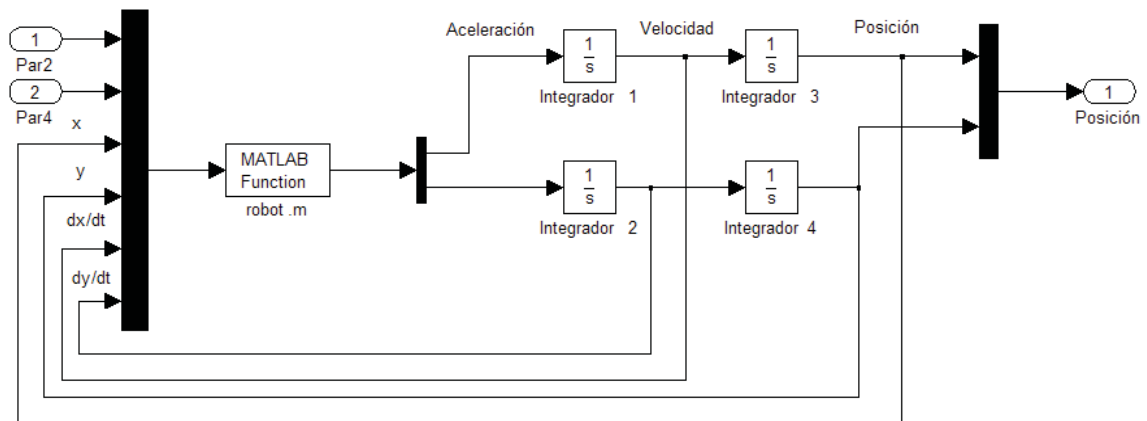 Aceleración
Velocidad
Posición
1
Par2
2
Par4
x
y
dx/dt
dy/dt
MATLAB
Function
robot .m
1
s
Integrador 1
1
s
Integrador 3
1
s
Integrador 2
1
s
Integrador 4
1
Posición